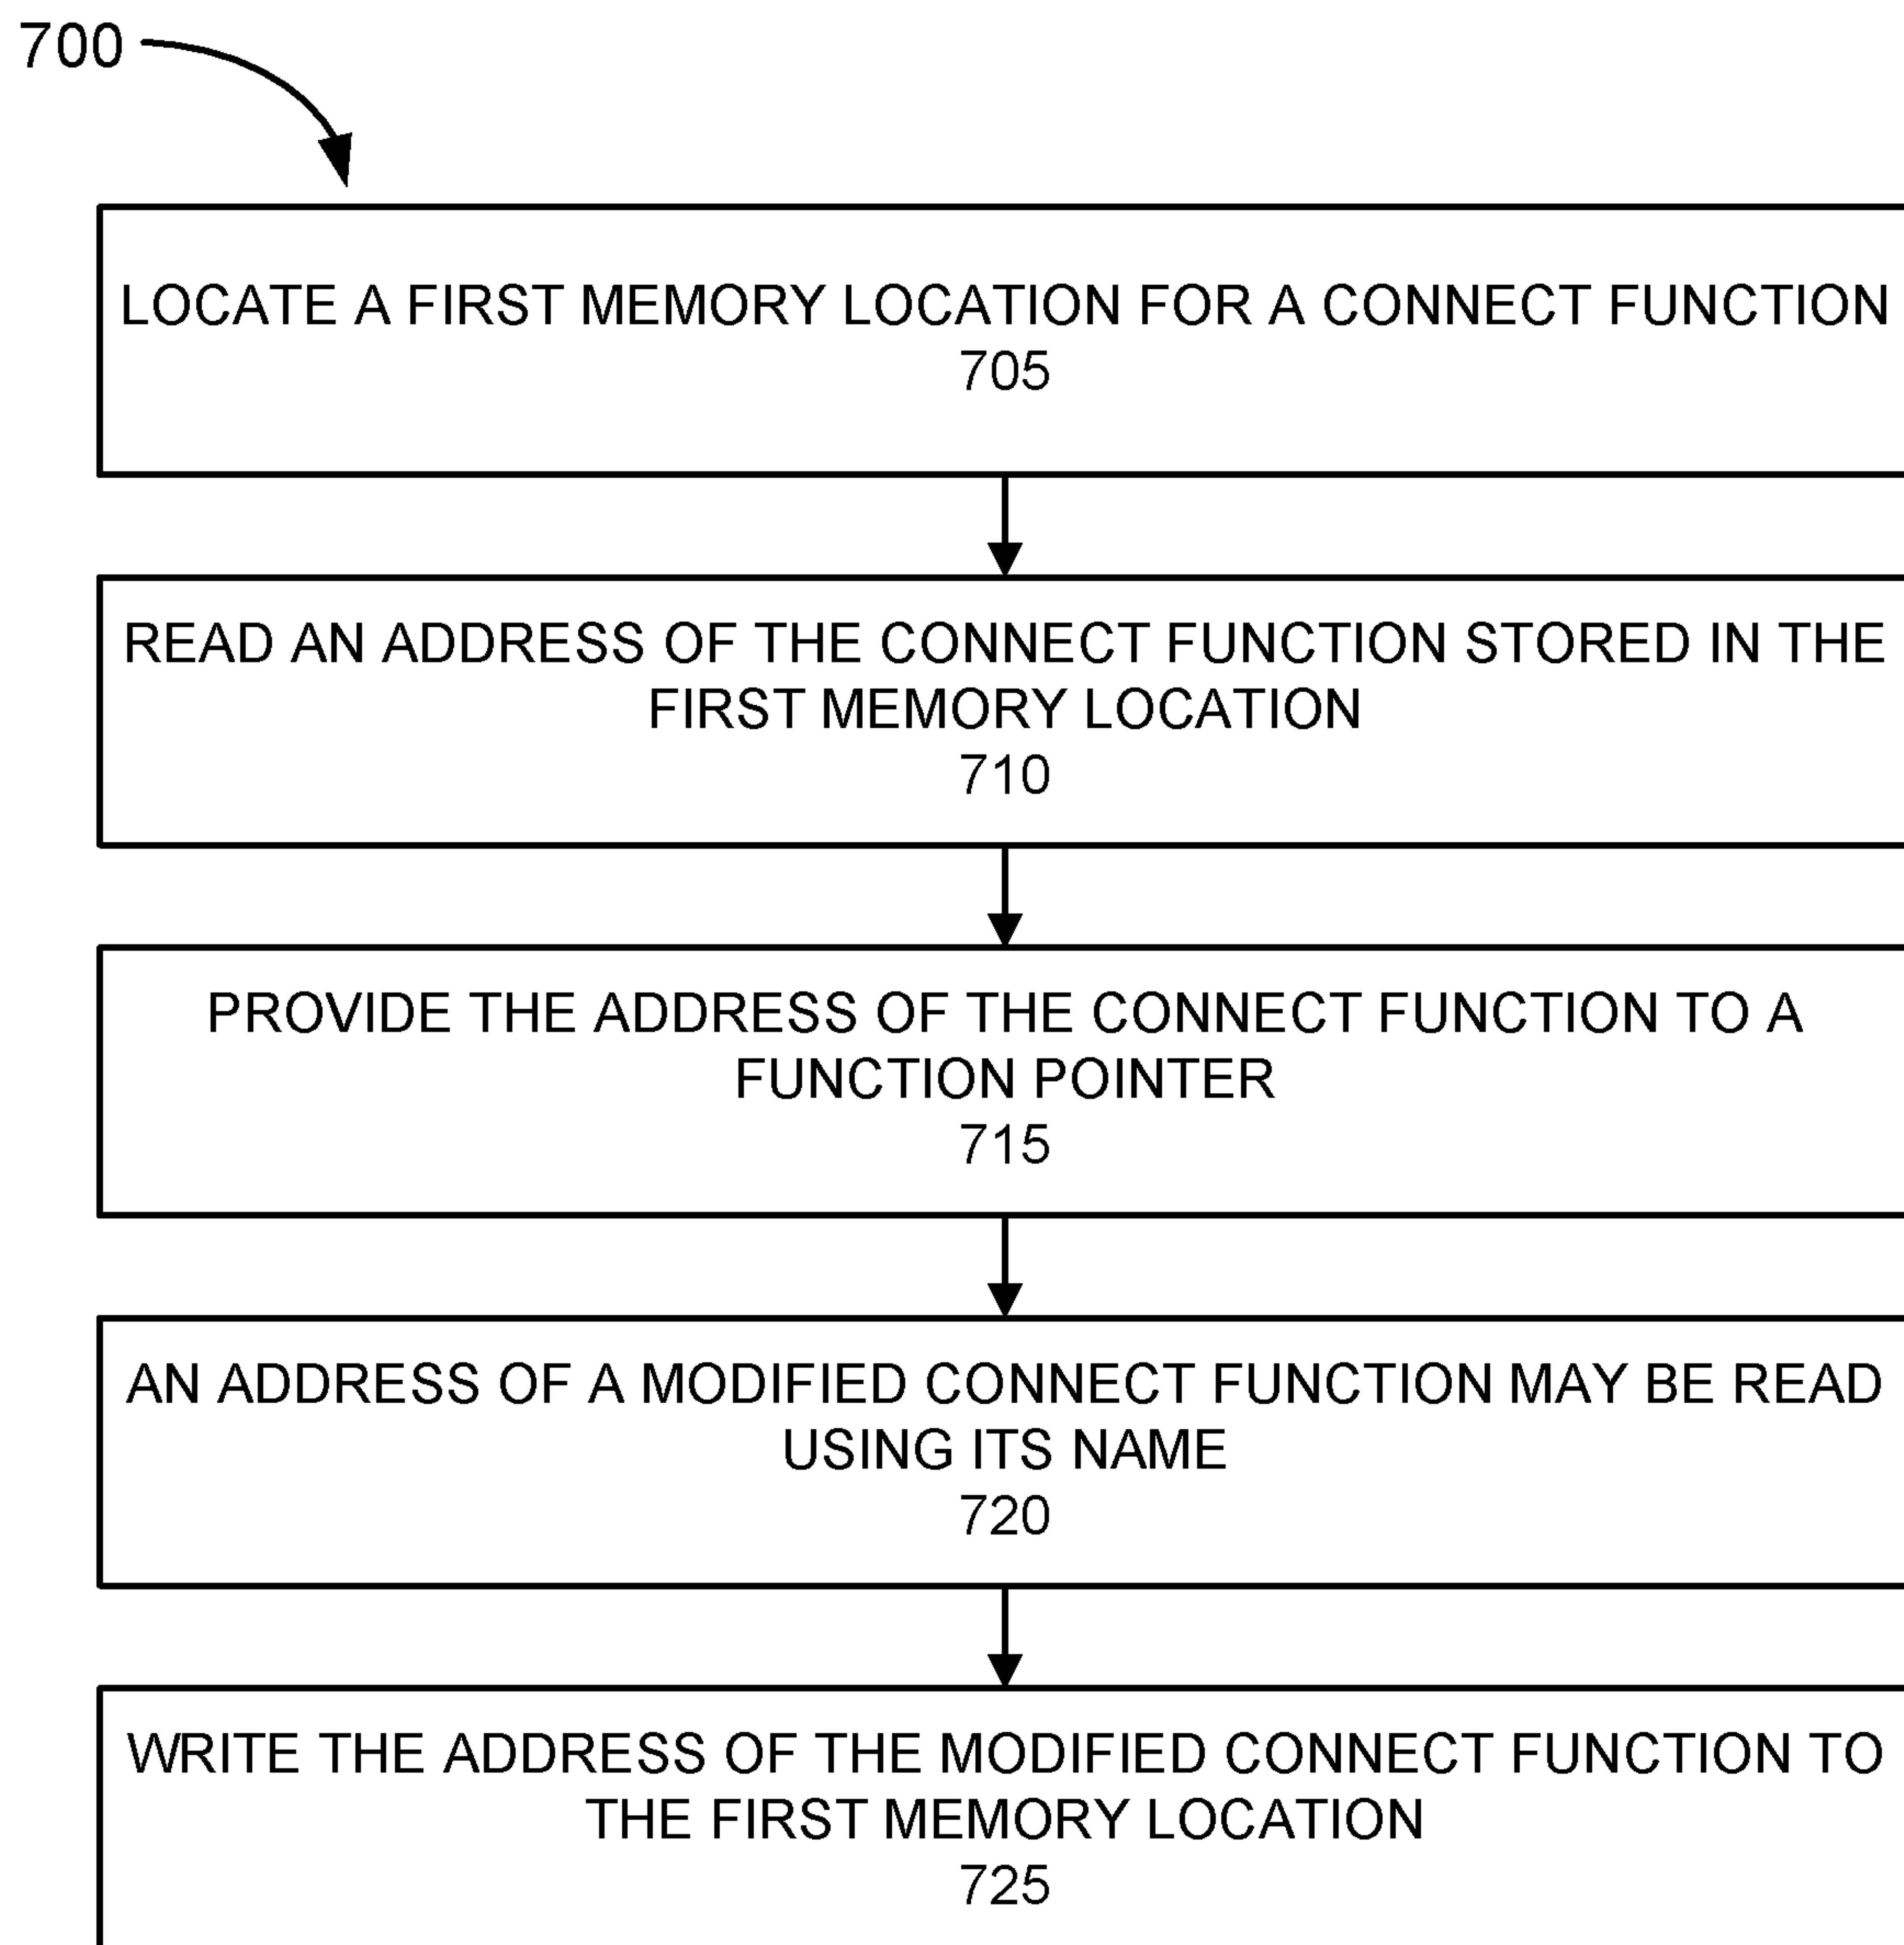 700
LOCATE A FIRST MEMORY LOCATION FOR A CONNECT FUNCTION
705
READ AN ADDRESS OF THE CONNECT FUNCTION STORED IN THE
FIRST MEMORY LOCATION
710
PROVIDE THE ADDRESS OF THE CONNECT FUNCTION TO A
FUNCTION POINTER
715
AN ADDRESS OF A MODIFIED CONNECT FUNCTION MAY BE READ
USING ITS NAME
720
WRITE THE ADDRESS OF THE MODIFIED CONNECT FUNCTION TO
THE FIRST MEMORY LOCATION
725